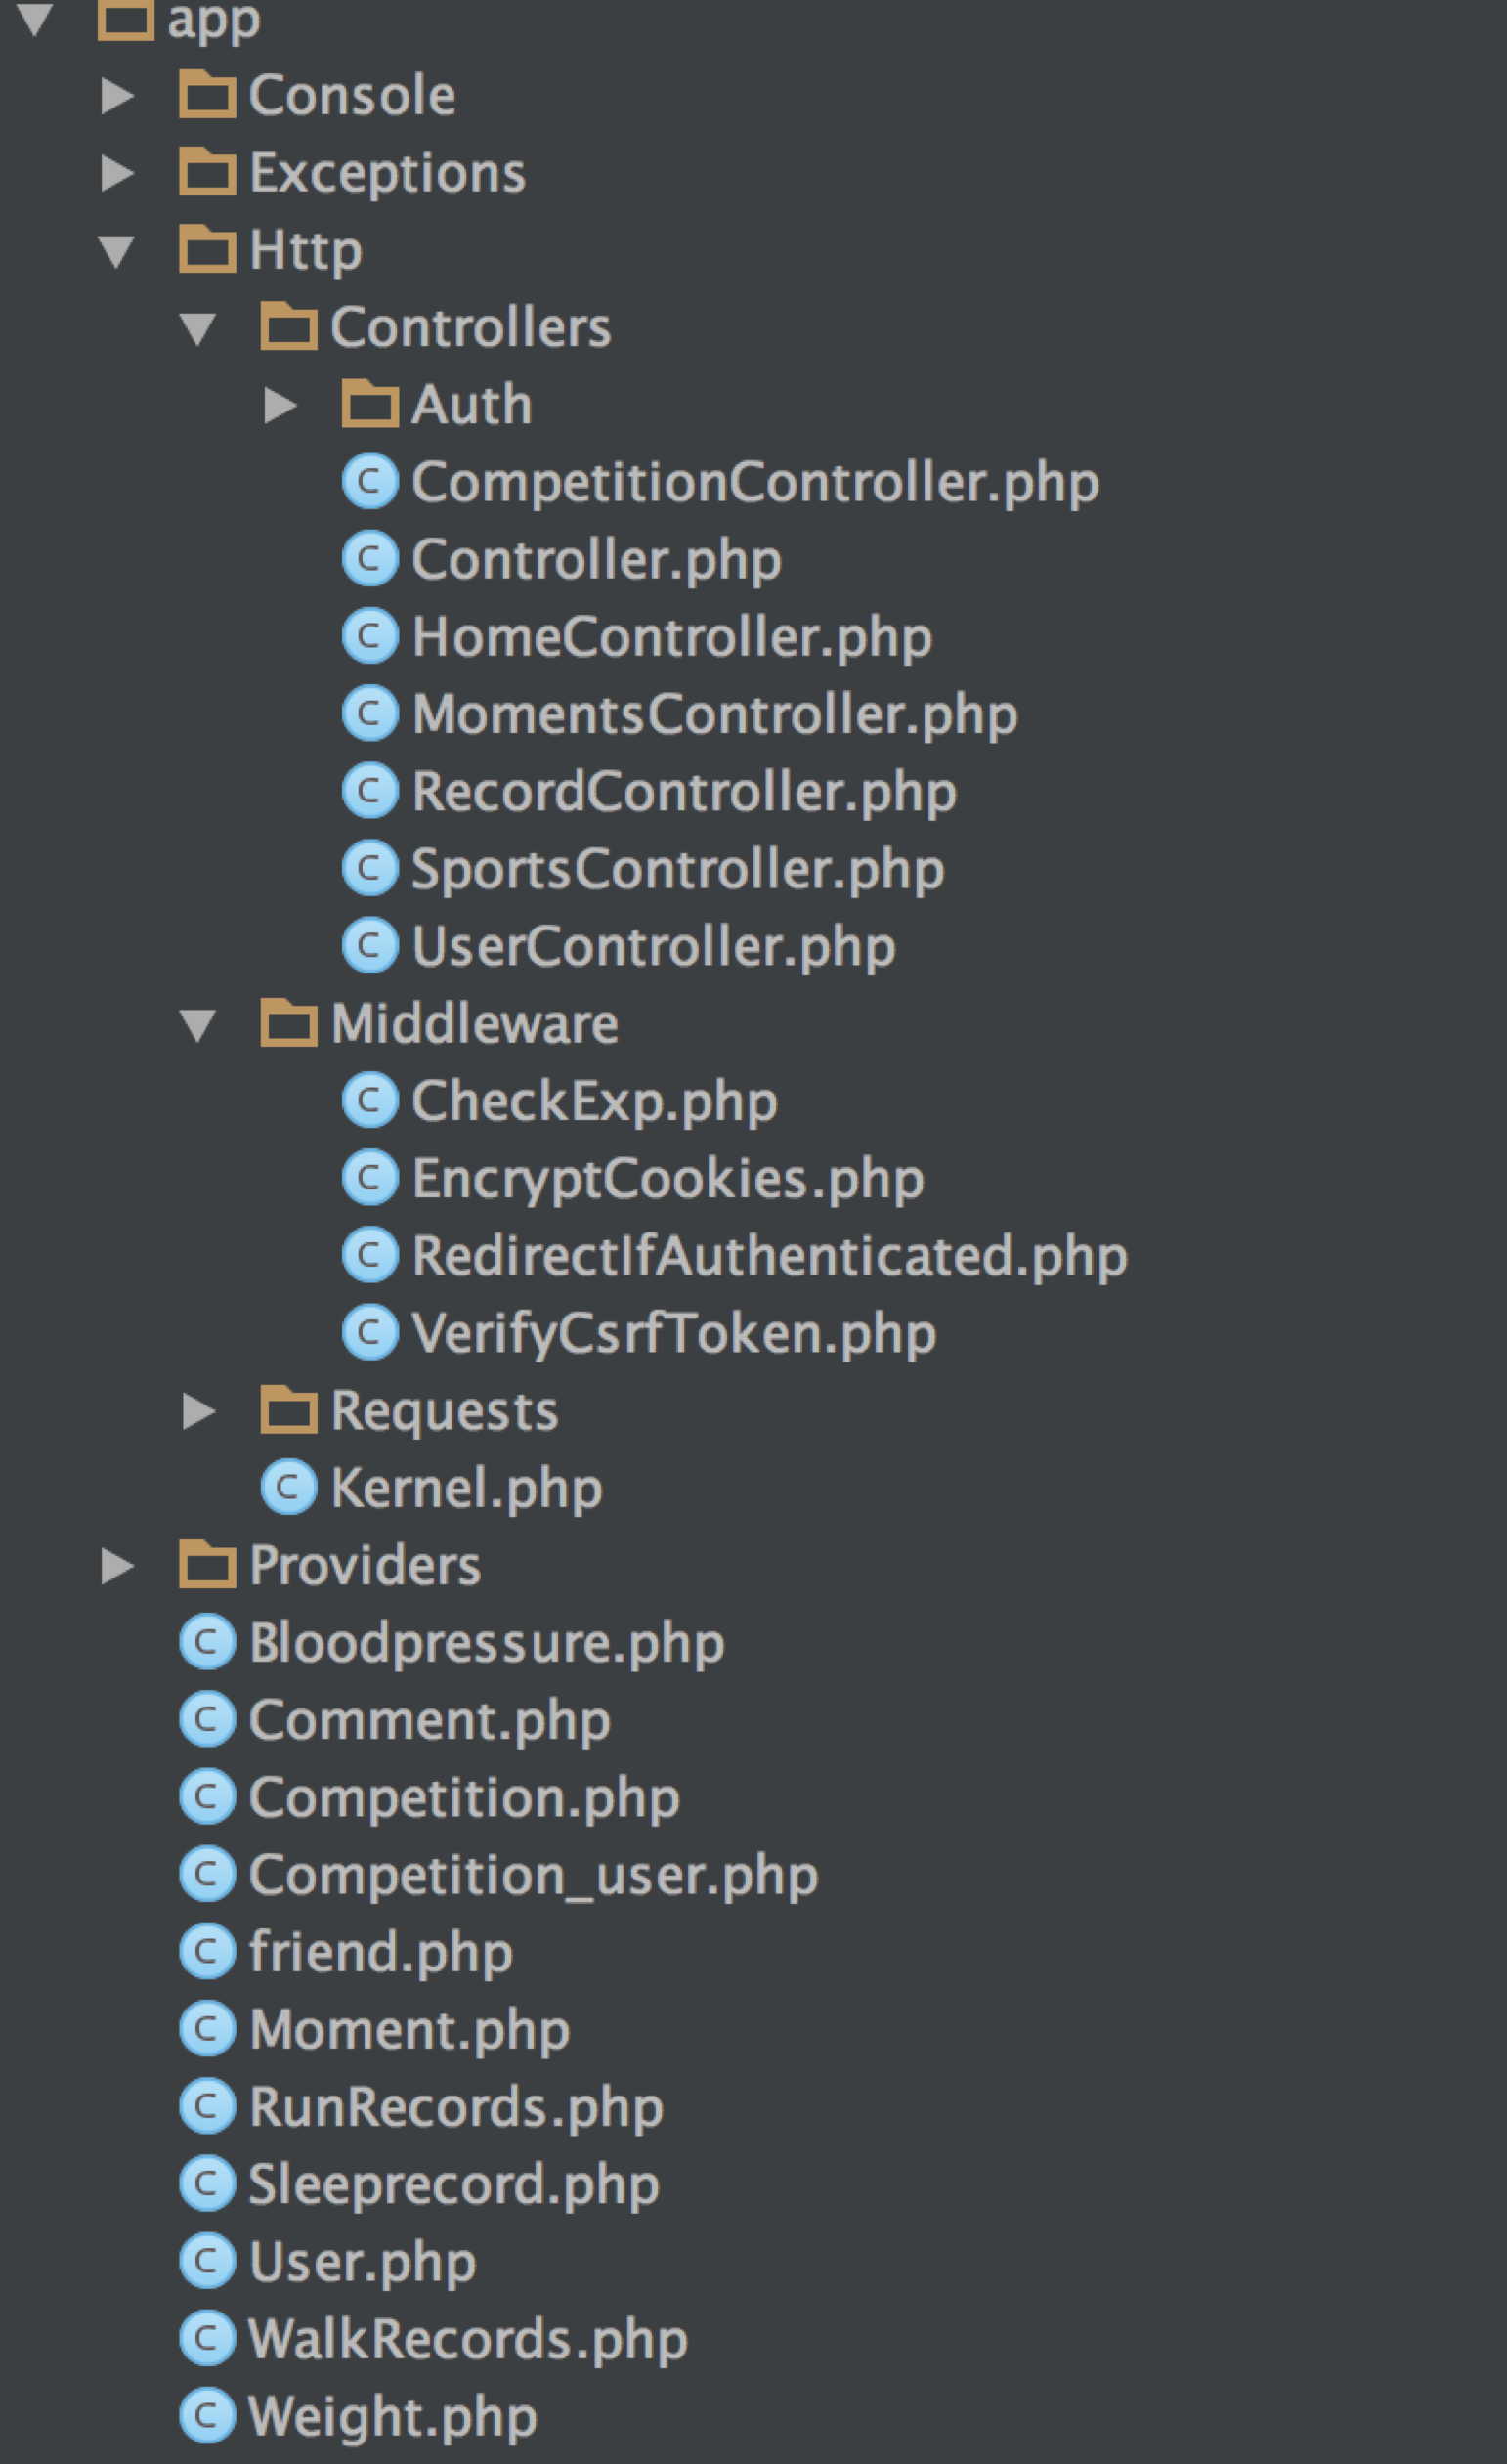 app
Console
Exceptions
Http
Controllers
Auth
CompetitionController.php
Controller.php
HomeController.php
MomentsController.php
RecordController.php
SportsController.php
UserController.php
Middleware
CheckExp.php
EncryptCookies.php
RedirectIfAuthenticated.php
VerifyCsrfToken.php
Requests
Kernel.php
Providers
Bloodpressure.php
Comment.php
Competition.php
Competition_user.php
friend.php
Moment.php
RunRecords.php
Sleeprecord.php
User.php
WalkRecords.php
Weight.php